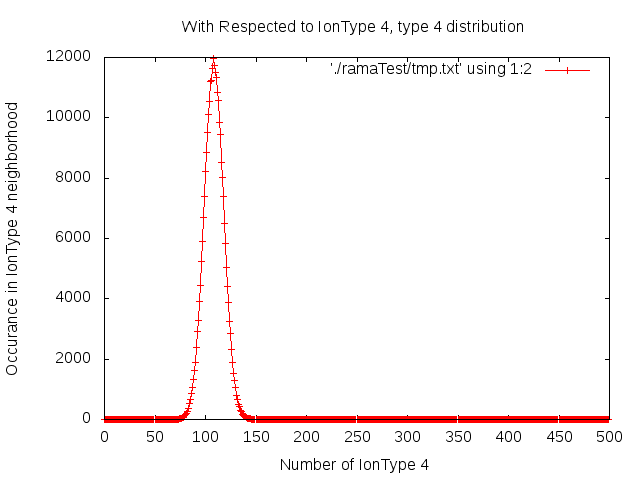 With Respected to IonType 4, type 4 distribution
'./ramaTest/tmp.txt' using 1:2
12000
10000
8000
6000
4000
2000
0
Occurance in IonType 4 neighborhood
0 50 100 150 200 250 300 350 400 450 500
Number of IonType 4